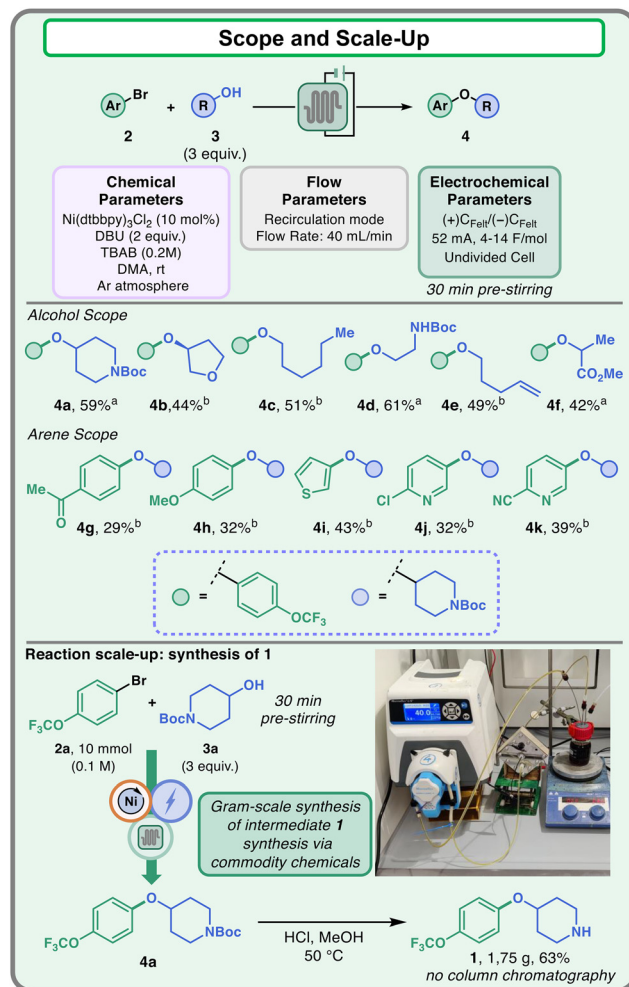 Scope and Scale-Up
Ar Br + R OH Ar O R
2 3 4
(3 equiv.)
Chemical
Parameters
Ni(dtbbpy)3Cl2 (10 mol%)
DBU (2 equiv.)
TBAB (0.2M)
DMA, rt
Ar atmosphere
Flow
Parameters
Recirculation mode
Flow Rate: 40 mL/min
Electrochemical
Parameters
(+)CFelt/(−)CFelt
52 mA, 4-14 F/mol
Undivided Cell
30 min pre-stirring
Alcohol Scope
O NBoc
O O
O Me
O NHBoc
O
O Me CO2Me
4a, 59%a 4b,44%b 4c, 51%b 4d, 61%a 4e, 49%b 4f, 42%a
Arene Scope
Me O O
MeO O
S O
Cl N O
NC N O
4g, 29%b 4h, 32%b 4i, 43%b 4j, 32%b 4k, 39%b
= OCF3 = NBoc
Reaction scale-up: synthesis of 1
F3CO Br + BocN OH
30 min
pre-stirring
2a, 10 mmol 3a
(0.1 M) (3 equiv.)
Ni
Gram-scale synthesis
of intermediate 1
synthesis via
commodity chemicals
40.0
F3CO O N Boc
4a
HCl, MeOH
50 °C
F3CO O NH
1, 1,75 g, 63%
no column chromatography